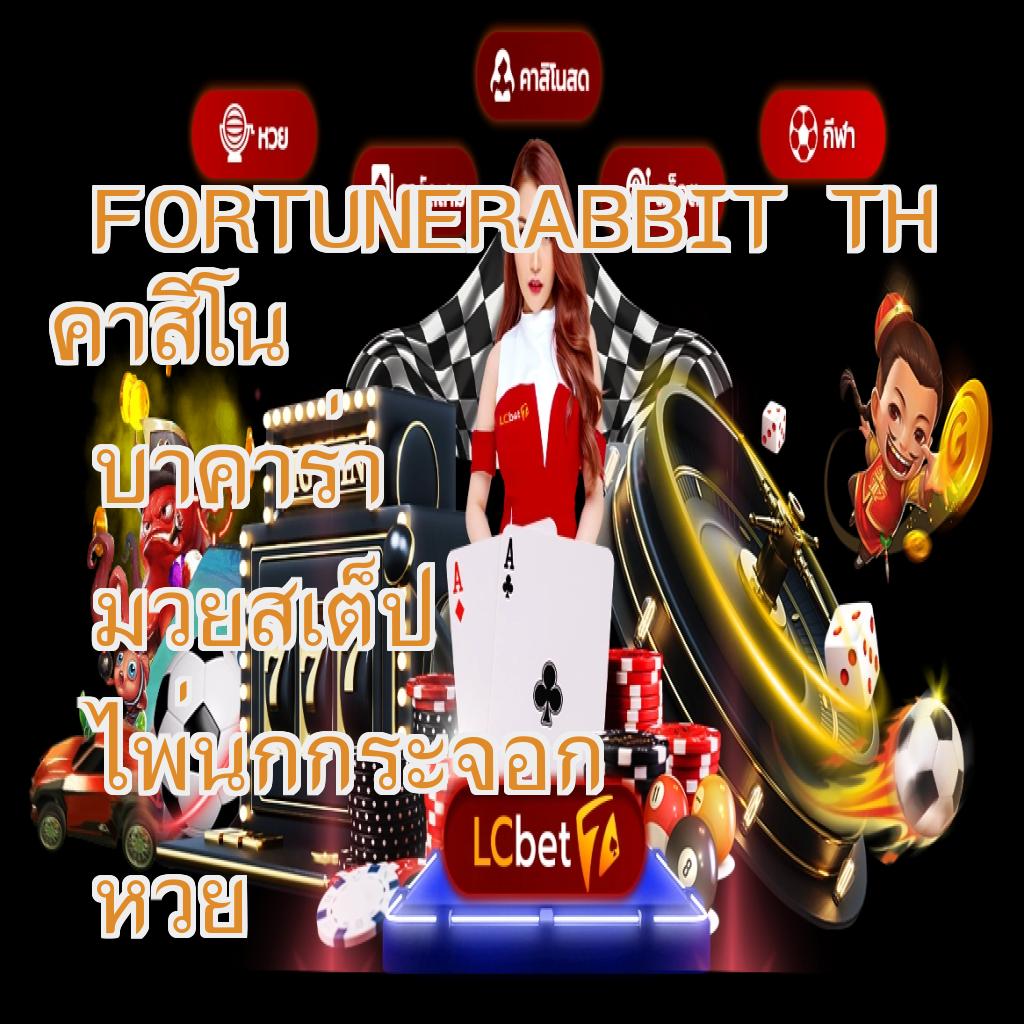 คาสิโนสด
หวย
กีฬา
FORTUNERABBIT TH
คาสิโน
บาคาร่า
LCbet
มวยสเต็ป
777
A
A
ไพ่นกกระจอก
LCbet
8
หวย